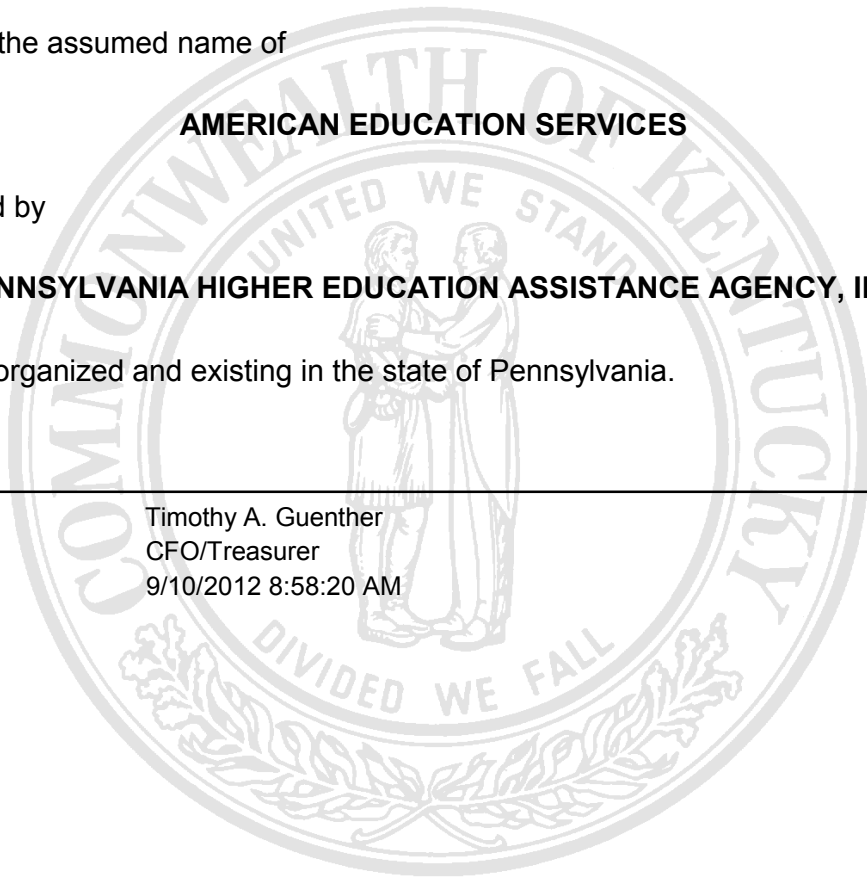 the assumed name of
AMERICAN EDUCATION SERVICES
d by
NNSYLVANIA HIGHER EDUCATION ASSISTANCE AGENCY, I
organized and existing in the state of Pennsylvania.
Timothy A. Guenther
CFO/Treasurer
9/10/2012 8:58:20 AM
COMMONWEALTH OF KENTUCKY
UNITED WE STAND
DIVIDED WE FALL